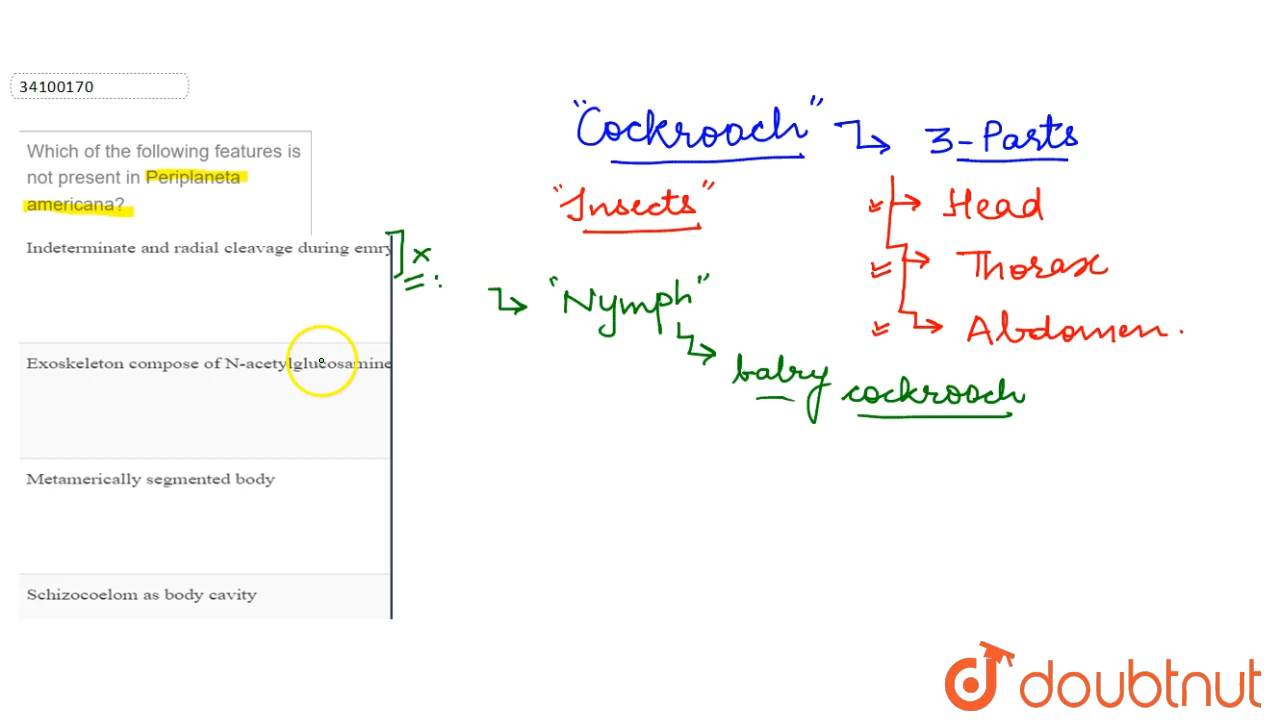 34100170
Which of the following features is
not present in Periplaneta
americana?
Indeterminate and radial cleavage during emry
Exoskeleton compose of N-acetylglucosamine
Metamerically segmented body
Schizocoelom as body cavity
"Cockroach" 3-Parts
"Insects"
Head
Thorax
Abdomen.
"Nymph"
baby cockroach
doubtnut